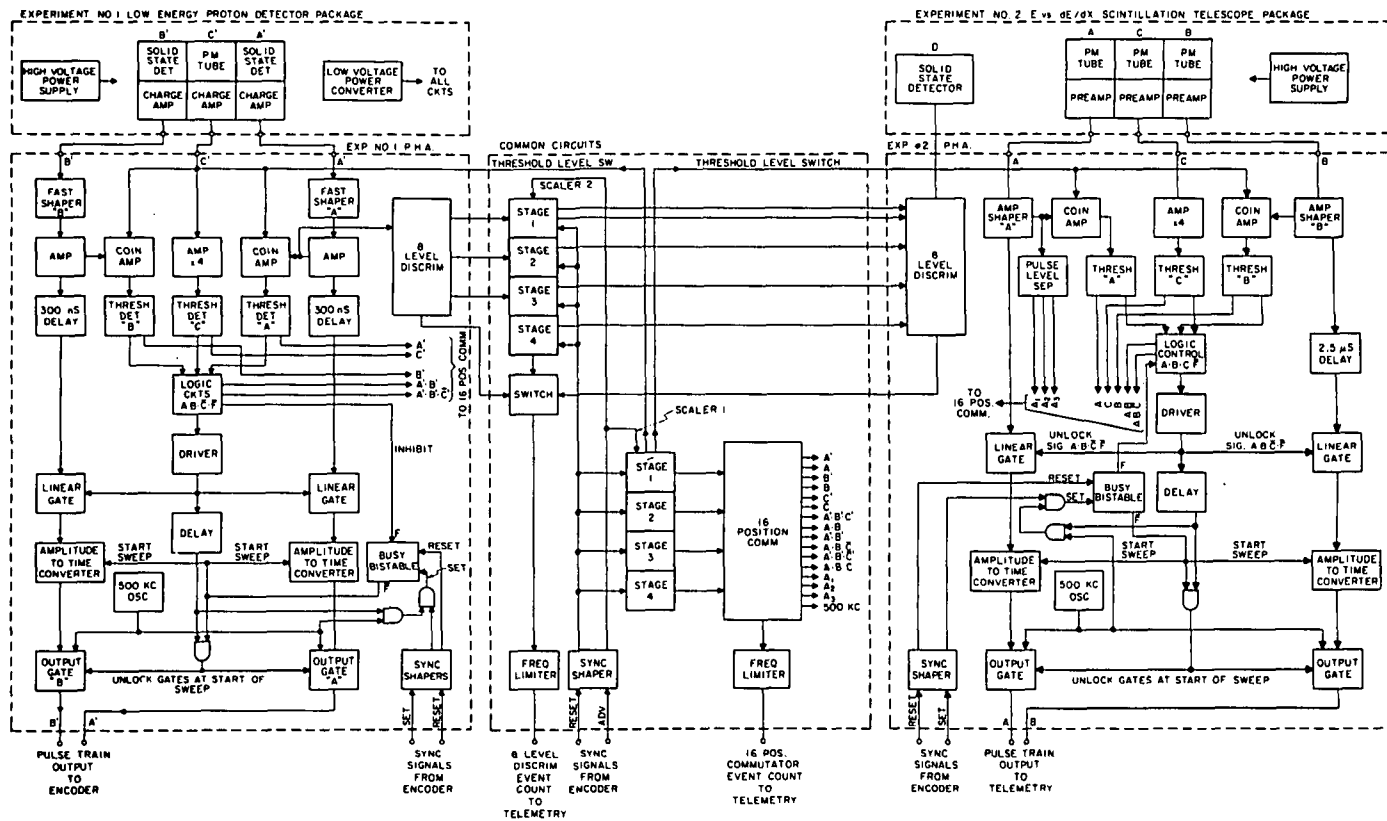 EXPERIMENT NO. 1 LOW ENERGY PROTON DETECTOR PACKAGE
HIGH VOLTAGE
POWER
SUPPLY
B'
C'
A'
SOLID
STATE
DET
PM
TUBE
SOLID
STATE
DET
CHARGE
AMP
CHARGE
AMP
CHARGE
AMP
LOW VOLTAGE
POWER
CONVERTER
TO
ALL
CKTS
EXPERIMENT NO. 2 E vs dE/dX SCINTILLATION TELESCOPE PACKAGE
D
SOLID
STATE
DETECTOR
A
C
B
PM
TUBE
PM
TUBE
PM
TUBE
PREAMP
PREAMP
PREAMP
HIGH VOLTAGE
POWER
SUPPLY
EXP NO. 1 P.H.A.
B'
C'
A'
FAST
SHAPER
"B"
FAST
SHAPER
"A"
AMP
COIN
AMP
AMP
x4
COIN
AMP
AMP
8
LEVEL
DISCRIM
300 nS
DELAY
THRESH
DET
"B"
THRESH
DET
"C"
THRESH
DET
"A"
300 nS
DELAY
A'
C'
B'
A'·B'
A'·B'·C̄'
TO 16 POS COMM
LOGIC
CKTS
DRIVER
INHIBIT
LINEAR
GATE
LINEAR
GATE
DELAY
AMPLITUDE
TO TIME
CONVERTER
START
SWEEP
START
SWEEP
AMPLITUDE
TO TIME
CONVERTER
F
BUSY
BISTABLE
RESET
SET
F̄
500 KC
OSC
OUTPUT
GATE
"B"
UNLOCK GATES AT START OF
SWEEP
OUTPUT
GATE
"A"
SYNC
SHAPERS
B'
A'
SET
RESET
PULSE TRAIN
OUTPUT
TO
ENCODER
SYNC
SIGNALS
FROM
ENCODER
COMMON CIRCUITS
THRESHOLD LEVEL SW.
THRESHOLD LEVEL SWITCH
SCALER 2
STAGE
1
STAGE
2
STAGE
3
STAGE
4
SWITCH
SCALER 1
STAGE
1
STAGE
2
STAGE
3
STAGE
4
16
POSITION
COMM
A'
A
B'
B
C'
C
A'·B'·C'
A·B
A'·B'
A·B·C̄
A'·B'·C̄'
A·B·C
A₁
A₂
A₃
500 KC
FREQ
LIMITER
SYNC
SHAPER
FREQ
LIMITER
RESET
ADV
8 LEVEL
DISCRIM
EVENT
COUNT
TO
TELEMETRY
SYNC
SIGNALS
FROM
ENCODER
16 POS.
COMMUTATOR
EVENT COUNT
TO
TELEMETRY
EXP #2 P.H.A.
A
C
B
8
LEVEL
DISCRIM
AMP
SHAPER
"A"
COIN
AMP
AMP
x4
COIN
AMP
AMP
SHAPER
"B"
PULSE
LEVEL
SEP
THRESH
"A"
THRESH
"C"
THRESH
"B"
2.5 µS
DELAY
LOGIC
CONTROL
A·B·C̄·F̄
TO
16 POS.
COMM.
A₁
A₂
A₃
A
C
B
AB
DRIVER
LINEAR
GATE
UNLOCK
SIG. A·B·C̄·F̄
UNLOCK
SIG. A·B·C̄·F̄
LINEAR
GATE
RESET
SET
F
BUSY
BISTABLE
F̄
DELAY
AMPLITUDE
TO TIME
CONVERTER
START
SWEEP
START
SWEEP
AMPLITUDE
TO TIME
CONVERTER
500 KC
OSC
SYNC
SHAPER
OUTPUT
GATE
UNLOCK GATES AT START OF SWEEP
OUTPUT
GATE
RESET
SET
A
B
SYNC
SIGNALS
FROM
ENCODER
PULSE TRAIN
OUTPUT TO
TELEMETRY